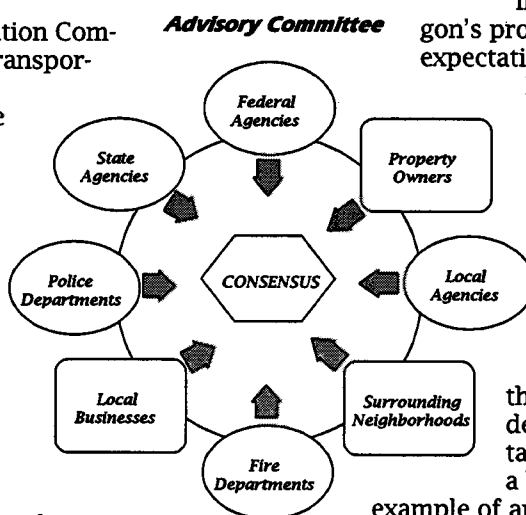 Advisory Committee
ation Com-
ranspor-
e
gon's pro
expectati
Federal
Agencies
State
Agencies
Property
Owners
Police
Departments
CONSENSUS
Local
Agencies
Local
Businesses
Surrounding
Neighborhoods
Fire
Departments
th
de
ta
a
example of a